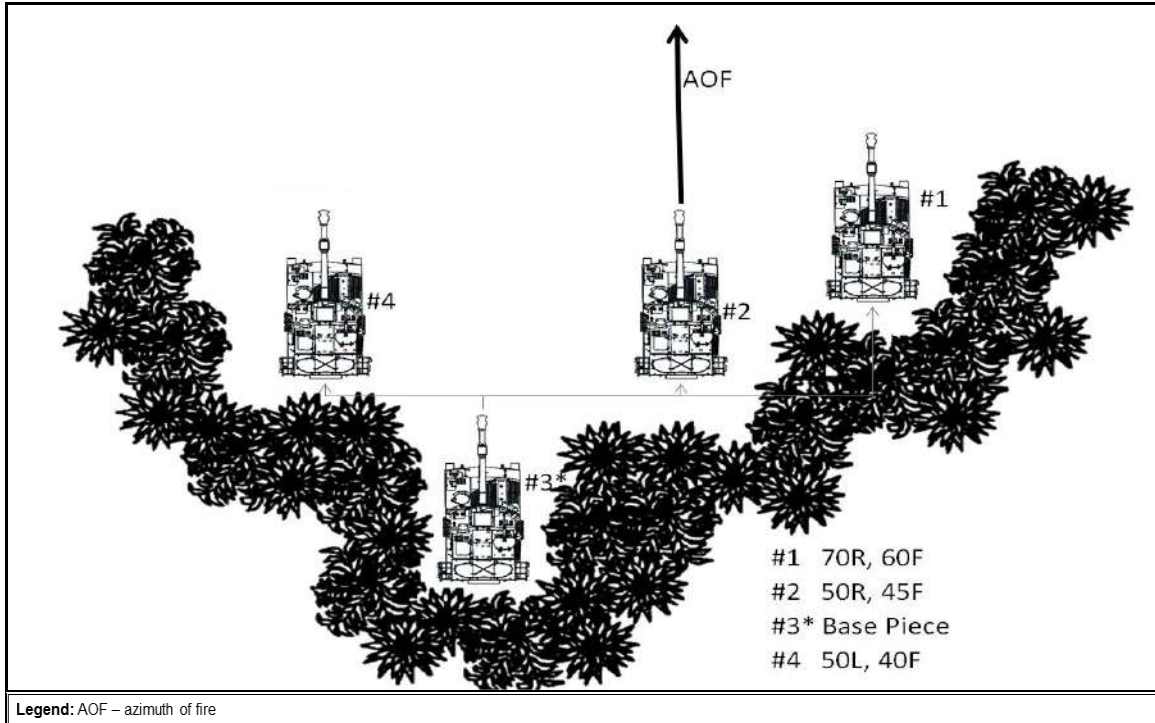 AOF
#1
#4
#2
#3*
#1 70R, 60F
#2 50R, 45F
#3* Base Piece
#4 50L, 40F
Legend: AOF – azimuth of fire